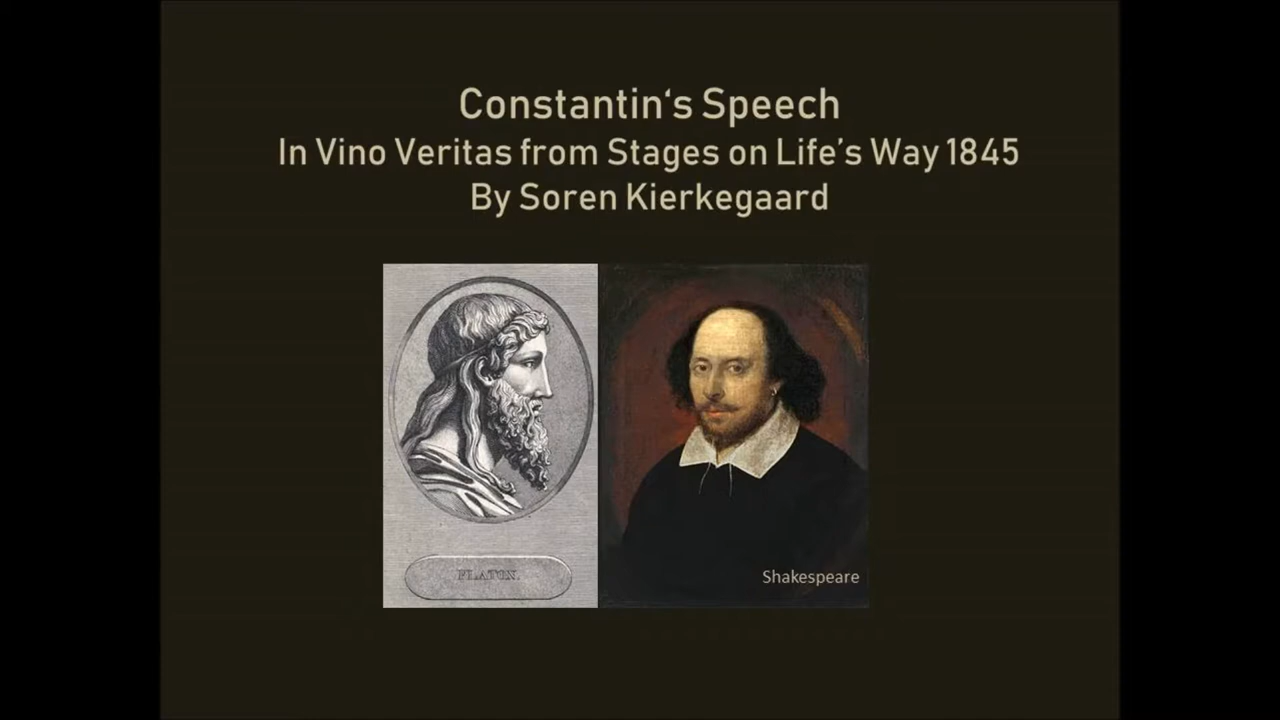 Constantin‘s Speech
In Vino Veritas from Stages on Life’s Way 1845
By Soren Kierkegaard
PLATON.
Shakespeare